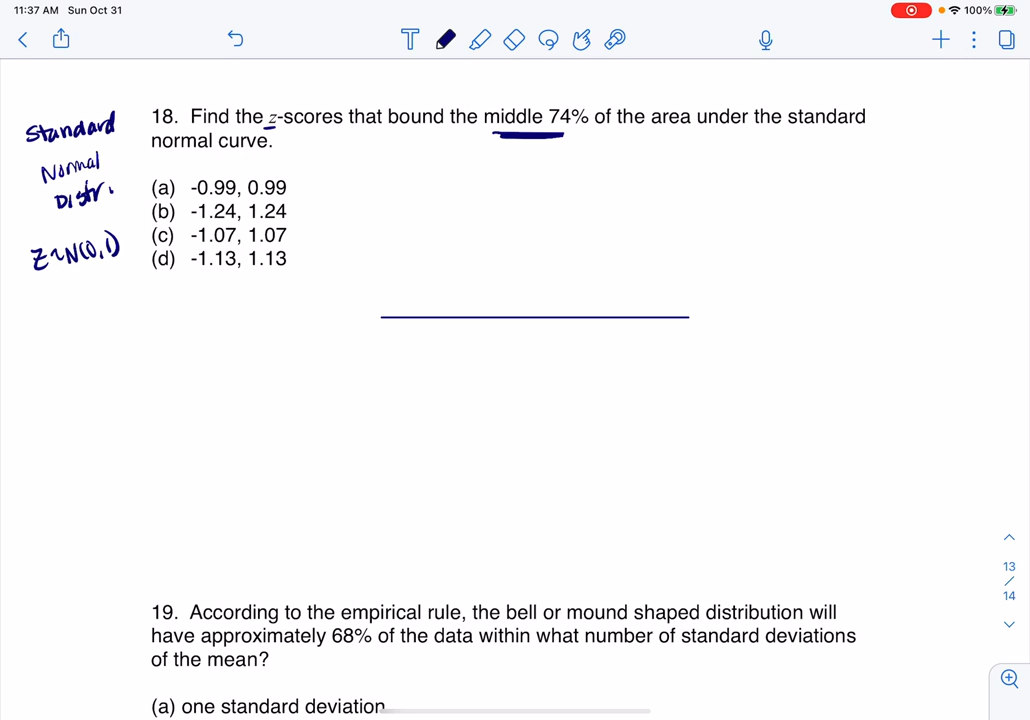 11:37 AM Sun Oct 31
100%
T
Standard
Normal
Distr.
Z~N(0,1)
18. Find the z-scores that bound the middle 74% of the area under the standard
normal curve.
(a) -0.99, 0.99
(b) -1.24, 1.24
(c) -1.07, 1.07
(d) -1.13, 1.13
13
/
14
19. According to the empirical rule, the bell or mound shaped distribution will
have approximately 68% of the data within what number of standard deviations
of the mean?
(a) one standard deviation